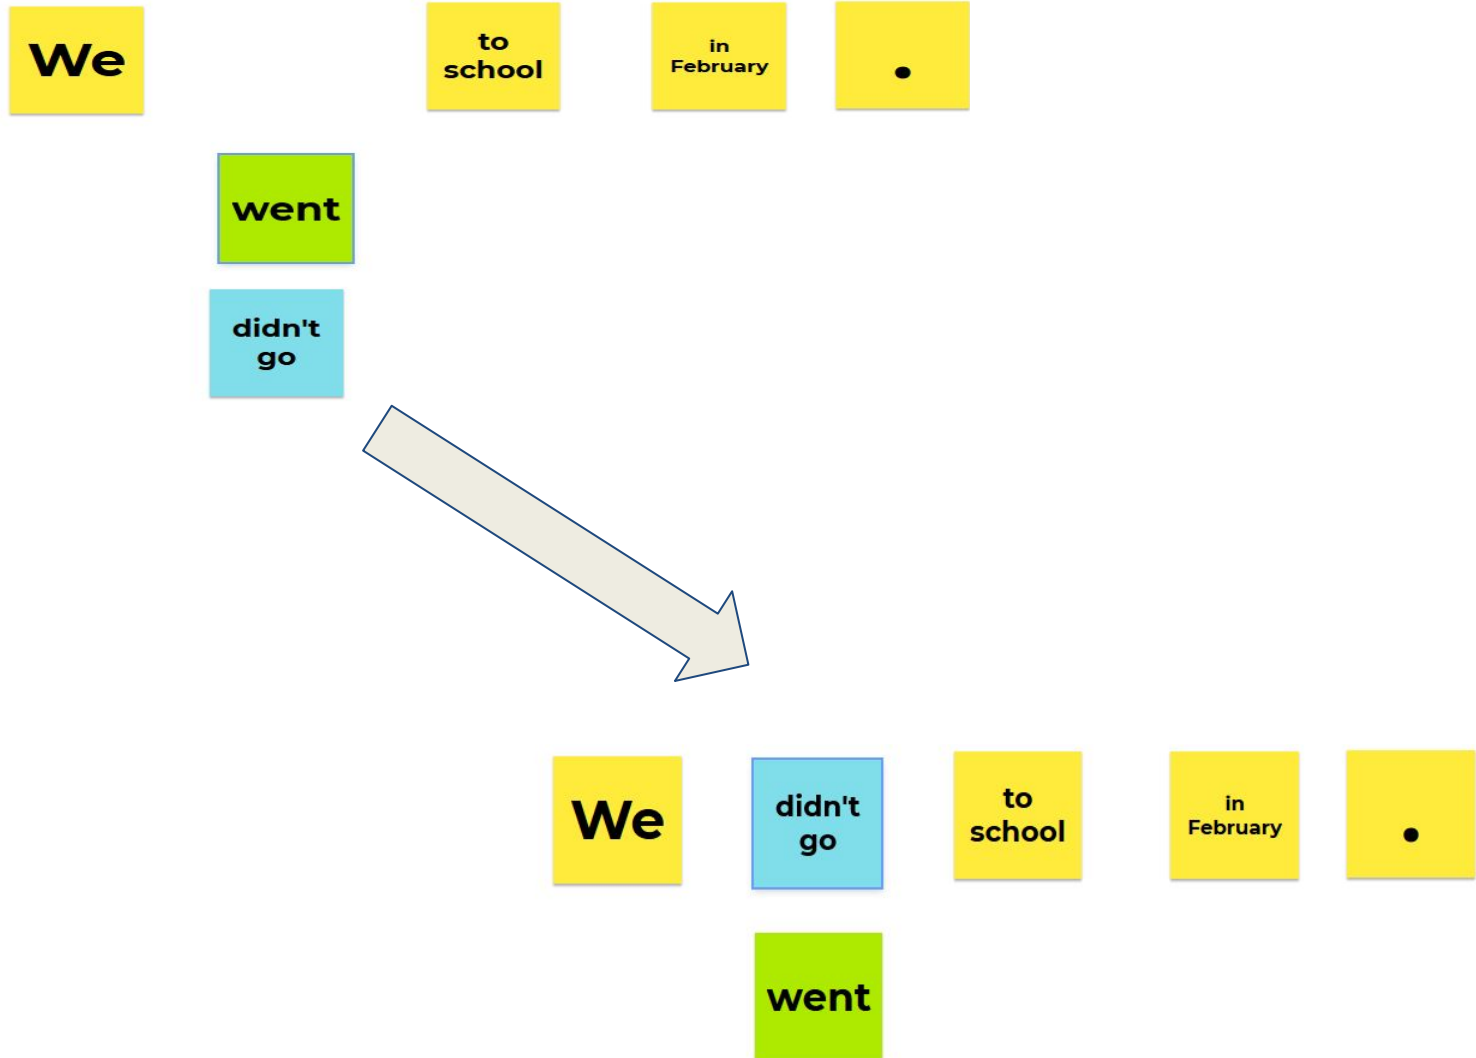 We
to
school
in
February
.
went
didn't
go
We
didn't
go
to
school
in
February
.
went